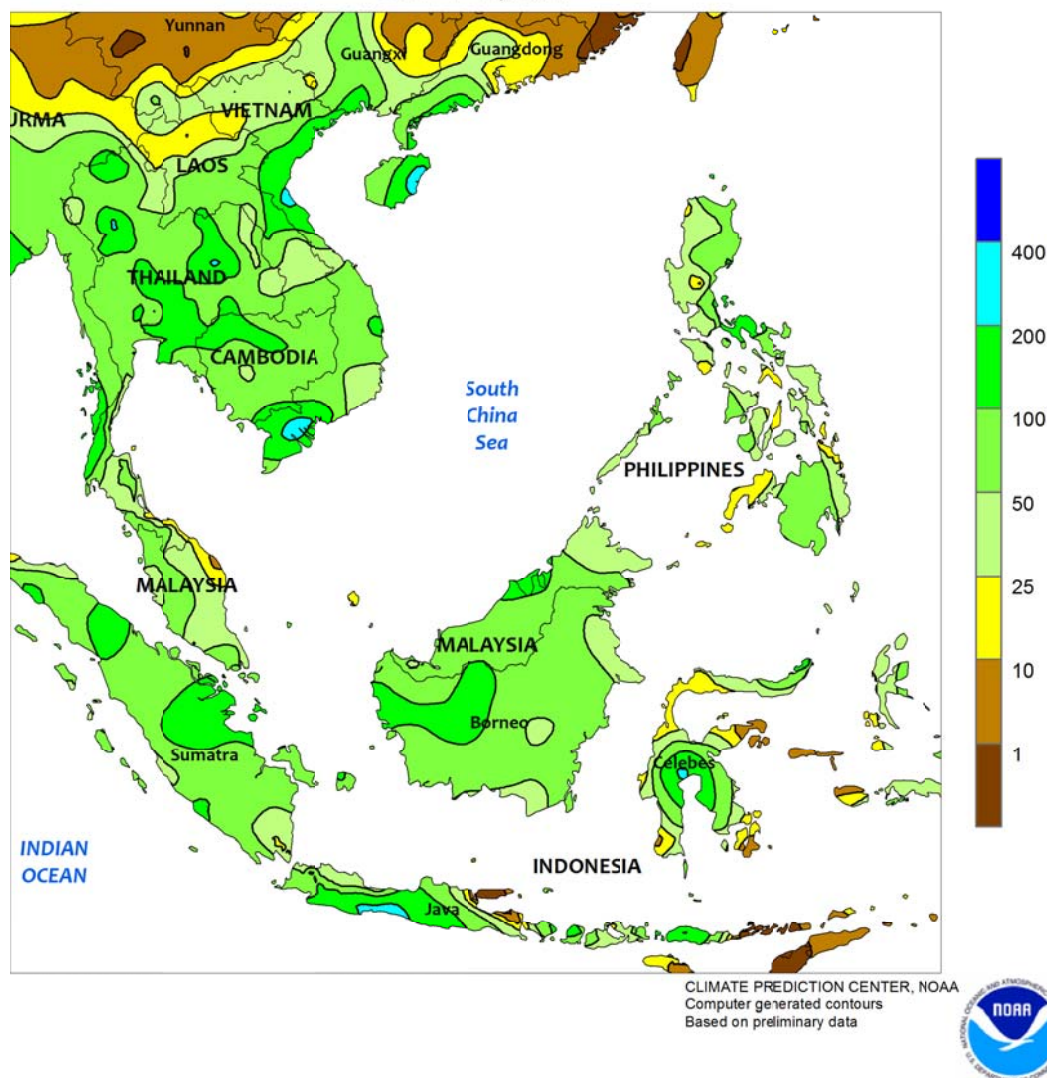 Yunnan
Guangxi
Guangdong
URMA
VIETNAM
LAOS
THAILAND
CAMBODIA
South
China
Sea
PHILIPPINES
MALAYSIA
MALAYSIA
Borneo
Sumatra
Celebes
INDIAN
OCEAN
INDONESIA
Java
400
200
100
50
25
10
1
CLIMATE PREDICTION CENTER, NOAA
Computer generated contours
Based on preliminary data
NOAA